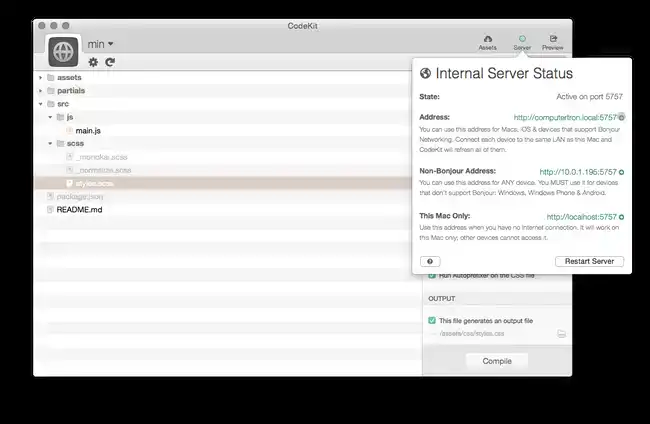 CodeKit
min
Assets
Server
Preview
assets
partials
src
js
main.js
scss
_monokai.scss
_normalize.scss
styles.scss
package.json
README.md
Internal Server Status
State: Active on port 5757
Address: http://computertron.local:5757
You can use this address for Macs, iOS & devices that support Bonjour
Networking. Connect each device to the same LAN as this Mac and
CodeKit will refresh all of them.
Non-Bonjour Address: http://10.0.1.195:5757
You can use this address for ANY device. You MUST use it for devices
that don't support Bonjour: Windows, Windows Phone & Android.
This Mac Only: http://localhost:5757
Use this address when you have no Internet connection. It will work on
this Mac only; other devices cannot access it.
?
Restart Server
Run Autoprefixer on the CSS file
OUTPUT
This file generates an output file
/assets/css/styles.css
Compile